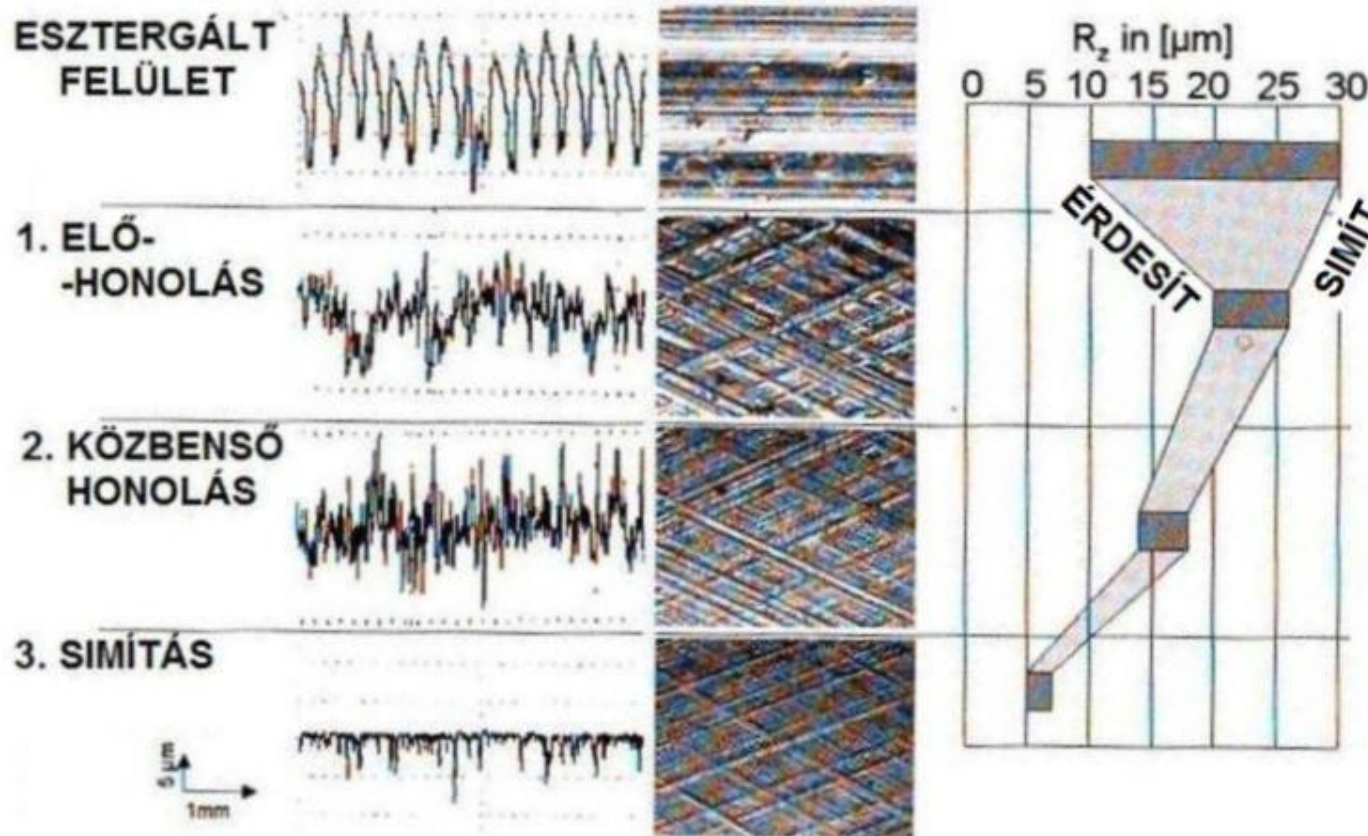 ESZTERGÁLT
FELÜLET
R_z in [μm]
0 5 10 15 20 25 30
ÉRDESÍT
SIMÍT
1. ELŐ-
-HONOLÁS
2. KÖZBENSŐ
HONOLÁS
3. SIMÍTÁS
5 μm
1mm